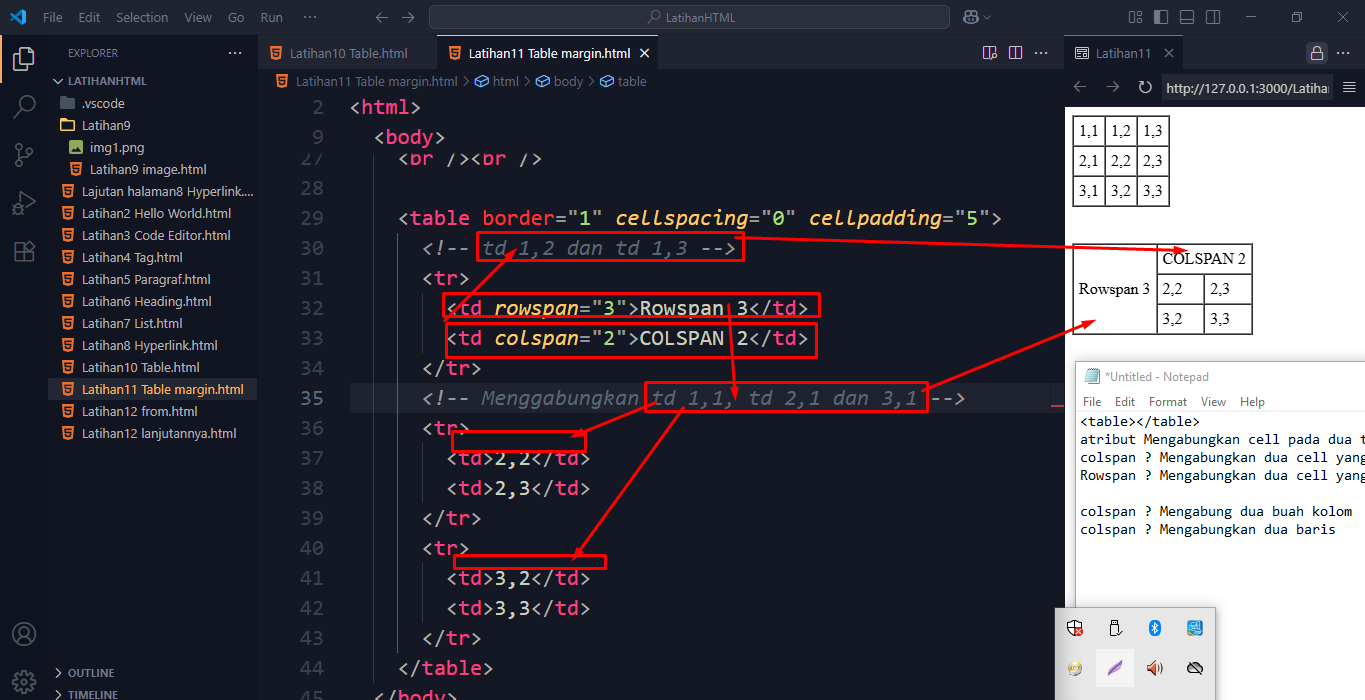 File Edit Selection View Go Run ··· LatihanHTML
EXPLORER ···
LATIHANHTML
.vscode
Latihan9
img1.png
Latihan9 image.html
Lajutan halaman8 Hyperlink....
Latihan2 Hello World.html
Latihan3 Code Editor.html
Latihan4 Tag.html
Latihan5 Paragraf.html
Latihan6 Heading.html
Latihan7 List.html
Latihan8 Hyperlink.html
Latihan10 Table.html
Latihan11 Table margin.html
Latihan12 from.html
Latihan12 lanjutannya.html
OUTLINE
TIMELINE
Latihan10 Table.html Latihan11 Table margin.html
Latihan11 Table margin.html > html > body > table
2 <html>
9 <body>
27 <br /><br />
28
29 <table border="1" cellspacing="0" cellpadding="5">
30 <!-- td 1,2 dan td 1,3 -->
31 <tr>
32 <td rowspan="3">Rowspan 3</td>
33 <td colspan="2">COLSPAN 2</td>
34 </tr>
35 <!-- Menggabungkan td 1,1, td 2,1 dan 3,1 -->
36 <tr>
37 <td>2,2</td>
38 <td>2,3</td>
39 </tr>
40 <tr>
41 <td>3,2</td>
42 <td>3,3</td>
43 </tr>
44 </table>
45 </body>
Latihan11
http://127.0.0.1:3000/Latiha
1,1 1,2 1,3
2,1 2,2 2,3
3,1 3,2 3,3
COLSPAN 2
Rowspan 3 2,2 2,3
3,2 3,3
*Untitled - Notepad
File Edit Format View Help
<table></table>
atribut Mengabungkan cell pada dua t
colspan ? Mengabungkan dua cell yang
Rowspan ? Mengabungkan dua cell yang
colspan ? Mengabung dua buah kolom
colspan ? Mengabungkan dua baris